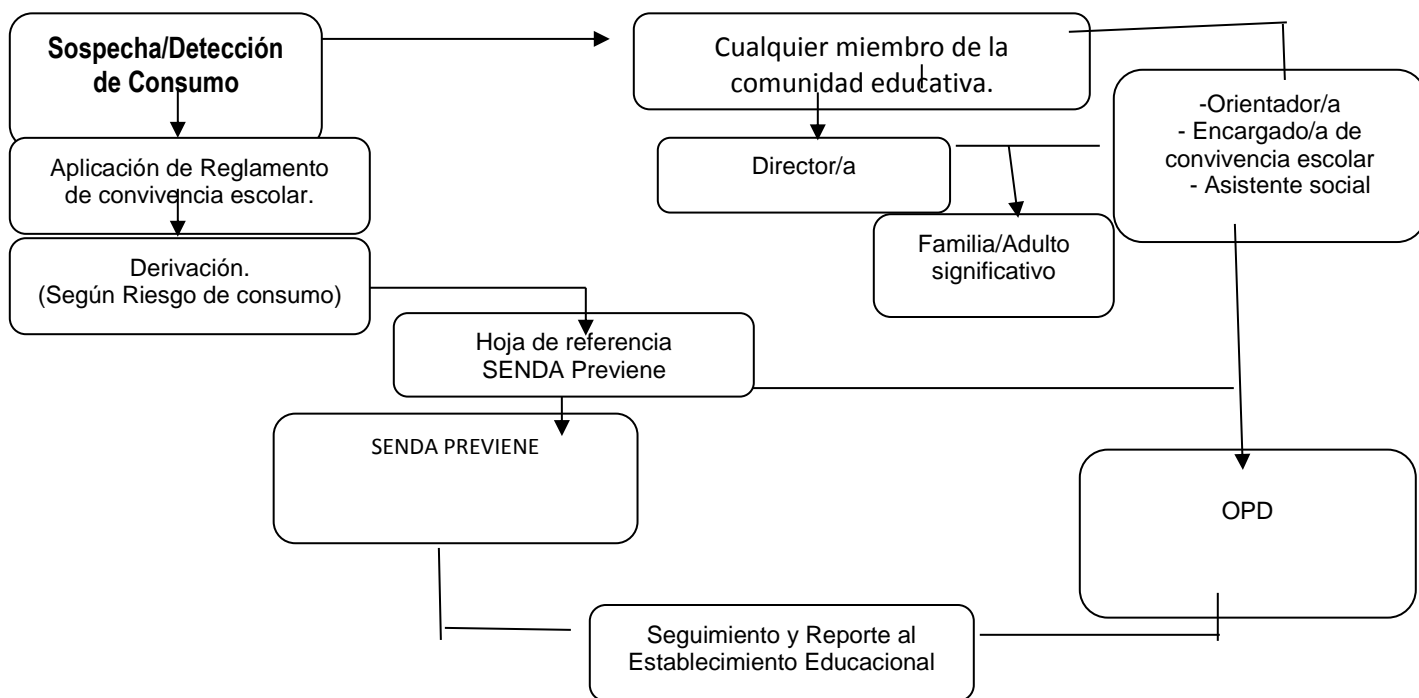 Sospecha/Detección
de Consumo
Cualquier miembro de la
comunidad educativa.
-Orientador/a
- Encargado/a de
convivencia escolar
- Asistente social
Aplicación de Reglamento
de convivencia escolar.
Director/a
Familia/Adulto
significativo
Derivación.
(Según Riesgo de consumo)
Hoja de referencia
SENDA Previene
SENDA PREVIENE
OPD
Seguimiento y Reporte al
Establecimiento Educacional